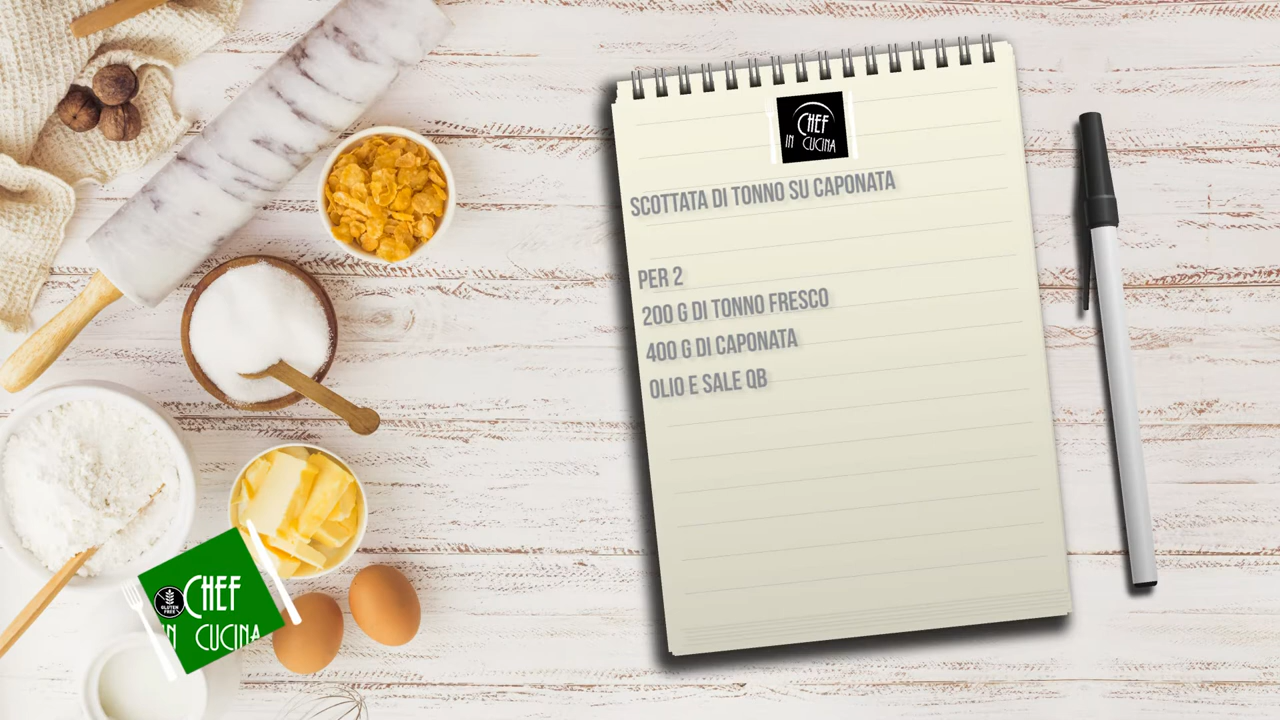 CHEF
IN CUCINA
SCOTTATA DI TONNO SU CAPONATA
PER 2
200 G DI TONNO FRESCO
400 G DI CAPONATA
OLIO E SALE QB
GLUTEN
FREE
CHEF
IN CUCINA